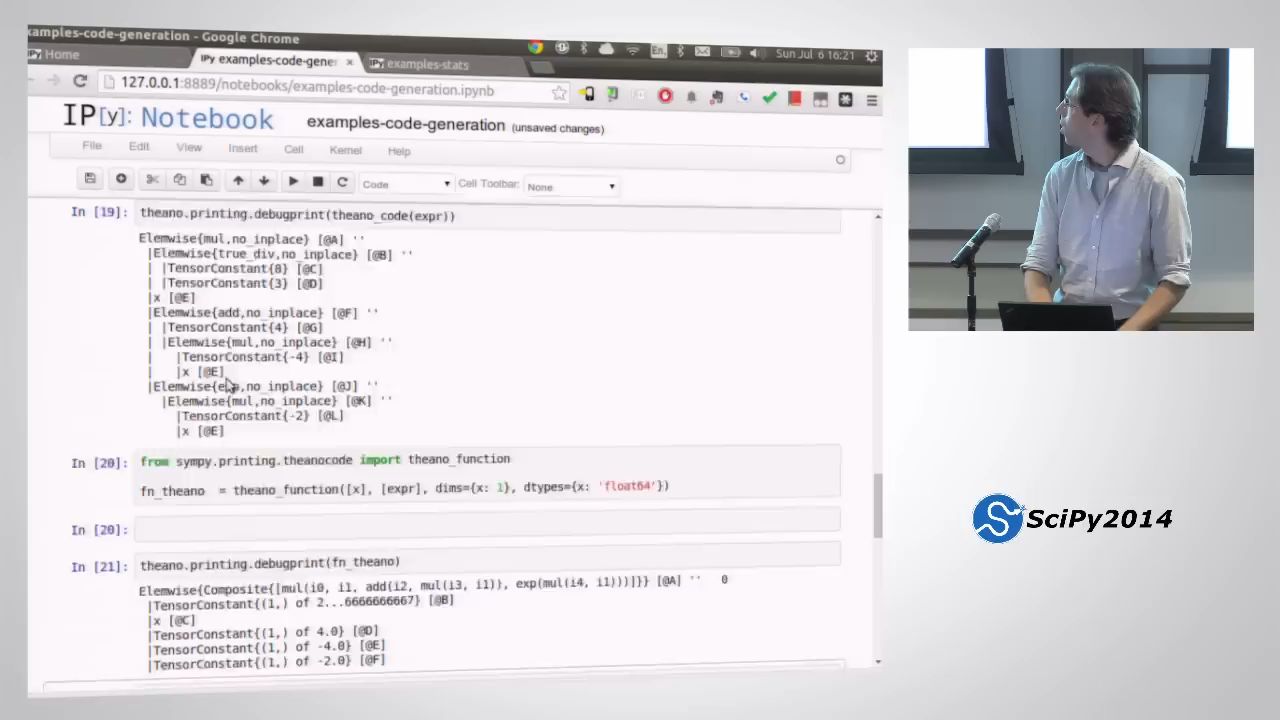 xamples-code-generation - Google Chrome
En
Sun Jul 6 16:21
IPy Home
IPy examples-code-gene
IPy examples-stats
127.0.0.1:8889/notebooks/examples-code-generation.ipynb
IP[y]: Notebook
examples-code-generation (unsaved changes)
File Edit View Insert Cell Kernel Help
Code
Cell Toolbar:
None
In [19]: theano.printing.debugprint(theano_code(expr))
Elemwise{mul,no_inplace} [@A] ''
|Elemwise{true_div,no_inplace} [@B] ''
| |TensorConstant{8} [@C]
| |TensorConstant{3} [@D]
|x [@E]
|Elemwise{add,no_inplace} [@F] ''
| |TensorConstant{4} [@G]
| |Elemwise{mul,no_inplace} [@H] ''
|   |TensorConstant{-4} [@I]
|   |x [@E]
|Elemwise{exp,no_inplace} [@J] ''
  |Elemwise{mul,no_inplace} [@K] ''
    |TensorConstant{-2} [@L]
    |x [@E]
In [20]: from sympy.printing.theanocode import theano_function
fn_theano  = theano_function([x], [expr], dims={x: 1}, dtypes={x: 'float64'})
In [20]:
In [21]: theano.printing.debugprint(fn_theano)
Elemwise{Composite{[mul(i0, i1, add(i2, mul(i3, i1)), exp(mul(i4, i1)))]}} [@A] '' 0
|TensorConstant{(1,) of 2...6666666667} [@B]
|x [@C]
|TensorConstant{(1,) of 4.0} [@D]
|TensorConstant{(1,) of -4.0} [@E]
|TensorConstant{(1,) of -2.0} [@F]
SciPy2014